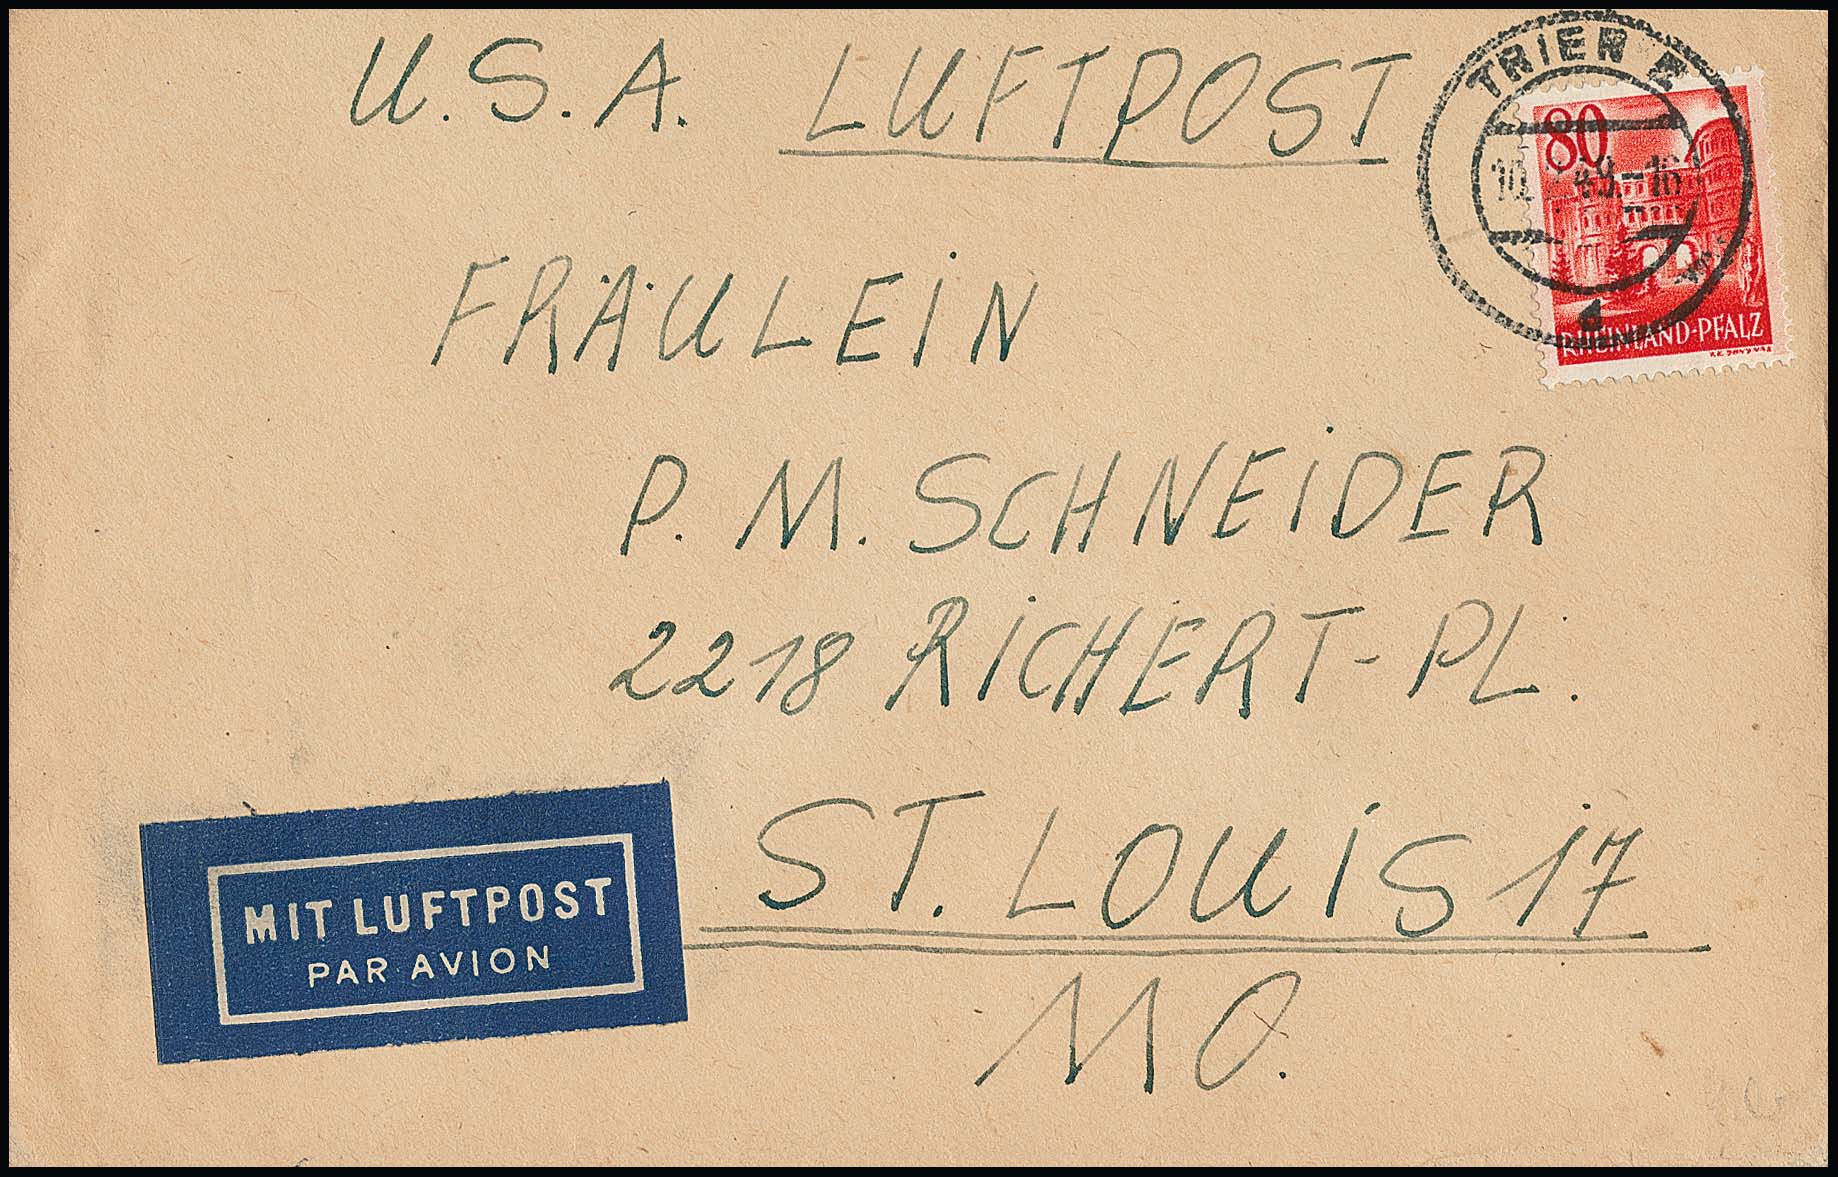 U.S.A. LUFTPOST
TRIER
80
RHEINLAND-PFALZ
d
FRÄULEIN
P. M. SCHNEIDER
2218 RICHERT-PL.
ST. LOUIS 17
MO.
MIT LUFTPOST
PAR AVION